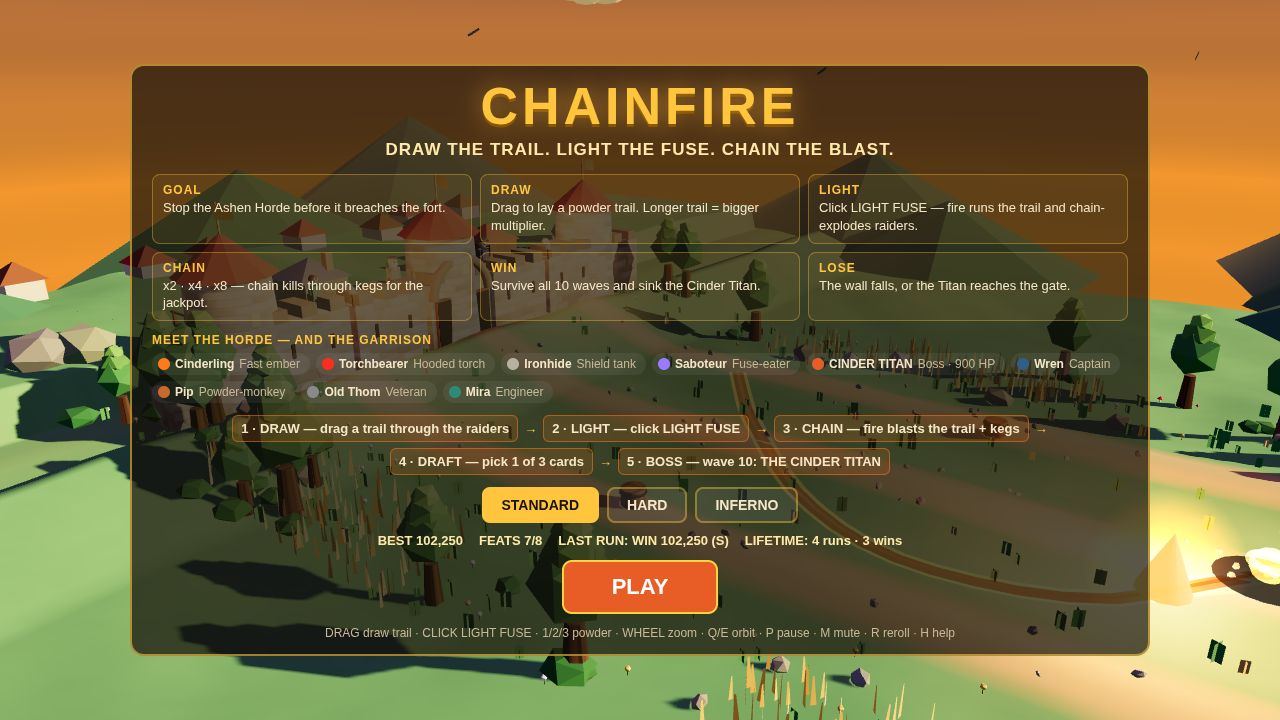 CHAINFIRE
DRAW THE TRAIL. LIGHT THE FUSE. CHAIN THE BLAST.
GOAL
Stop the Ashen Horde before it breaches the fort.
DRAW
Drag to lay a powder trail. Longer trail = bigger
multiplier.
LIGHT
Click LIGHT FUSE — fire runs the trail and chain-
explodes raiders.
CHAIN
x2 · x4 · x8 — chain kills through kegs for the
jackpot.
WIN
Survive all 10 waves and sink the Cinder Titan.
LOSE
The wall falls, or the Titan reaches the gate.
MEET THE HORDE — AND THE GARRISON
Cinderling Fast ember Torchbearer Hooded torch Ironhide Shield tank Saboteur Fuse-eater CINDER TITAN Boss · 900 HP Wren Captain
Pip Powder-monkey Old Thom Veteran Mira Engineer
1 · DRAW — drag a trail through the raiders → 2 · LIGHT — click LIGHT FUSE → 3 · CHAIN — fire blasts the trail + kegs →
4 · DRAFT — pick 1 of 3 cards → 5 · BOSS — wave 10: THE CINDER TITAN
STANDARD HARD INFERNO
BEST 102,250 FEATS 7/8 LAST RUN: WIN 102,250 (S) LIFETIME: 4 runs · 3 wins
PLAY
DRAG draw trail · CLICK LIGHT FUSE · 1/2/3 powder · WHEEL zoom · Q/E orbit · P pause · M mute · R reroll · H help